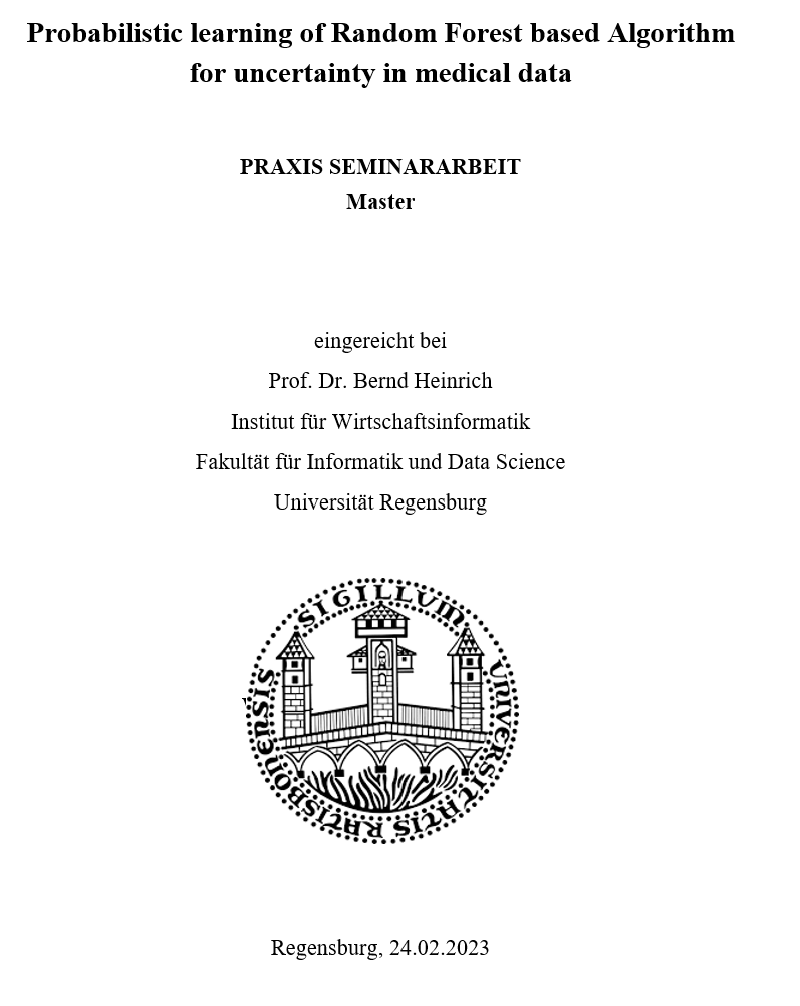 Probabilistic learning of Random Forest based Algorithm
for uncertainty in medical data
PRAXIS SEMINARARBEIT
Master
eingereicht bei
Prof. Dr. Bernd Heinrich
Institut für Wirtschaftsinformatik
Fakultät für Informatik und Data Science
Universität Regensburg
SIGILLVM UNIVERSITATIS RATISBONENSIS
Regensburg, 24.02.2023